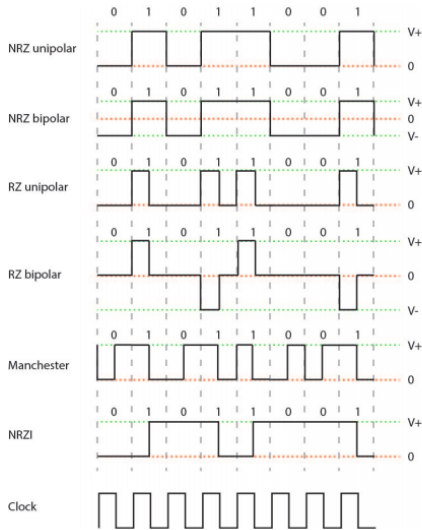 0 1 0 1 1 0 0 1
V+
NRZ unipolar
0
0 1 0 1 1 0 0 1
V+
NRZ bipolar
0
V-
0 1 0 1 1 0 0 1
V+
RZ unipolar
0
0 1 0 1 1 0 0 1
V+
RZ bipolar
0
V-
0 1 0 1 1 0 0 1
V+
Manchester
0
0 1 0 1 1 0 0 1
V+
NRZI
0
Clock